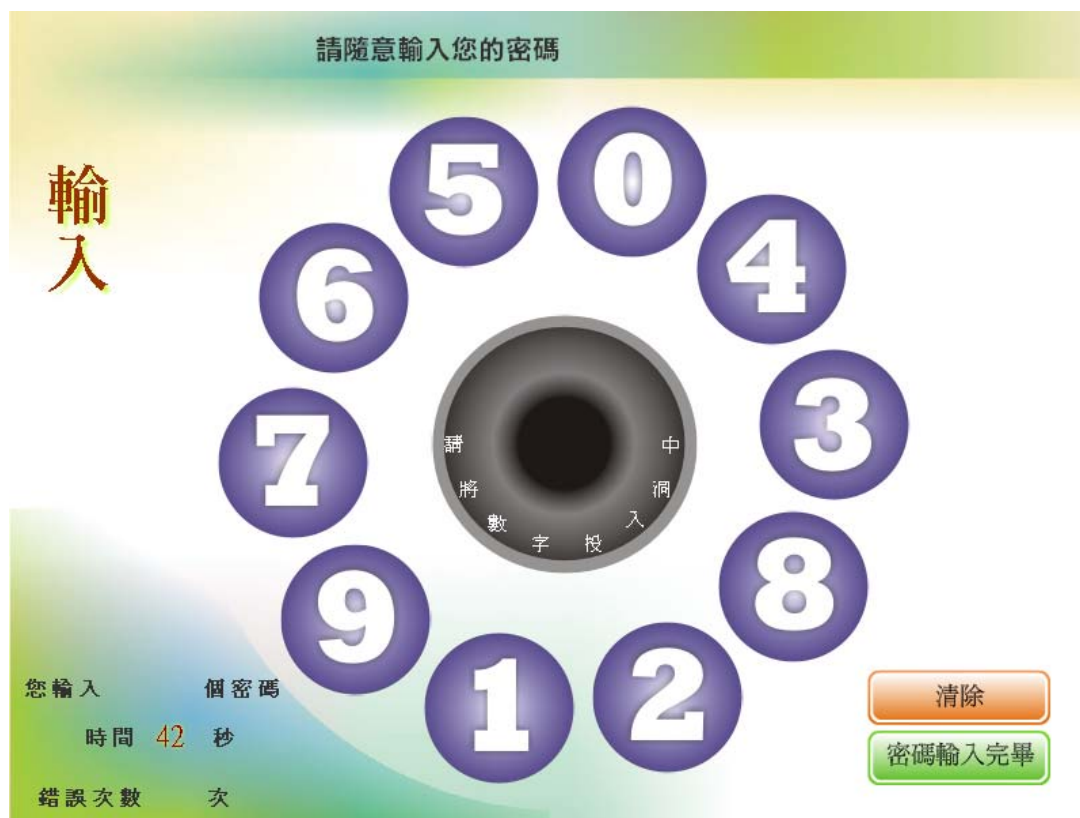 請隨意輸入您的密碼
輸入
5
0
6
4
7
3
請將數字投入洞中
9
8
1
2
您輸入 個密碼
時間 42 秒
錯誤次數 次
清除
密碼輸入完畢